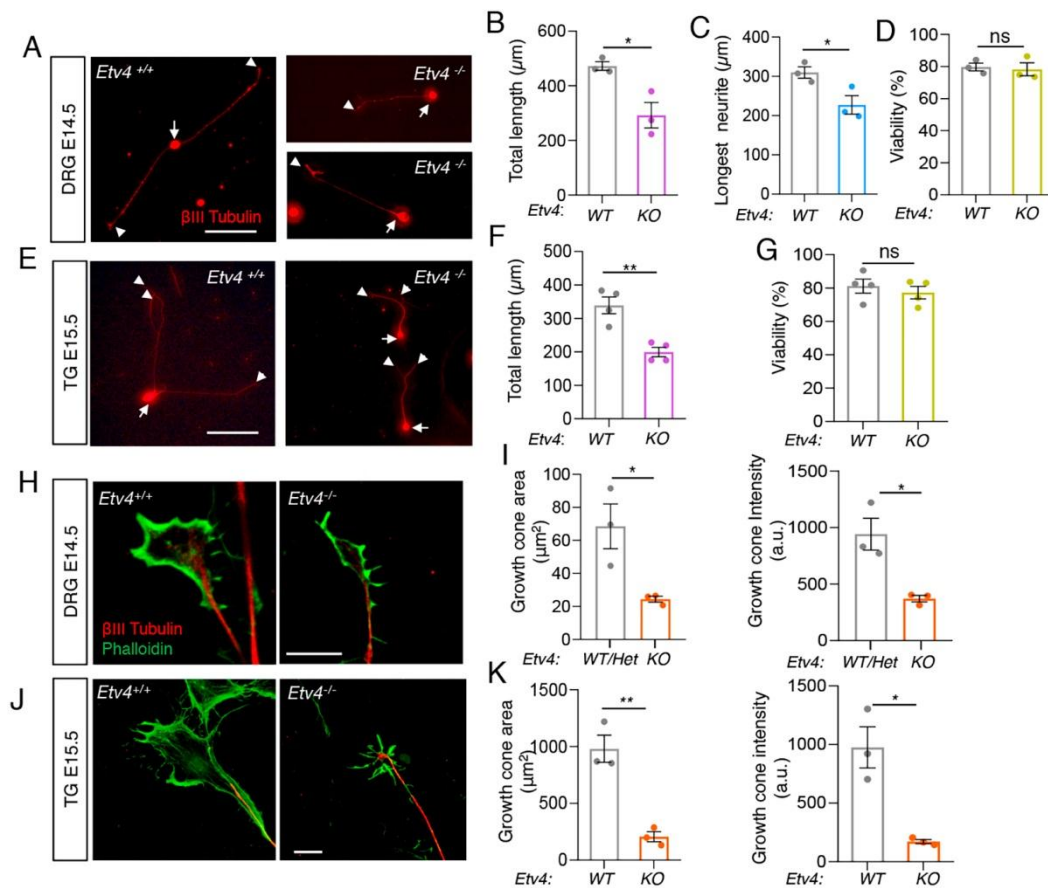 A
DRG E14.5
Etv4 +/+
βIII Tubulin
Etv4 -/-
Etv4 -/-
B
Total lenngth (µm)
600
400
200
0
*
Etv4: WT KO
C
Longest neurite (µm)
400
300
200
100
0
*
Etv4: WT KO
D
Viability (%)
100
80
60
40
20
0
ns
Etv4: WT KO
E
TG E15.5
Etv4 +/+
Etv4 -/-
F
Total lenngth (µm)
500
400
300
200
100
0
**
Etv4: WT KO
G
Viability (%)
100
80
60
40
20
0
ns
Etv4: WT KO
H
DRG E14.5
Etv4+/+
βIII Tubulin
Phalloidin
Etv4-/-
I
Growth cone area
(µm²)
100
80
60
40
20
0
*
Etv4: WT/Het KO
Growth cone Intensity
(a.u.)
1500
1000
500
0
*
Etv4: WT/Het KO
J
TG E15.5
Etv4+/+
Etv4-/-
K
Growth cone area
(µm²)
1500
1000
500
0
**
Etv4: WT KO
Growth cone intensity
(a.u.)
1500
1000
500
0
*
Etv4: WT KO